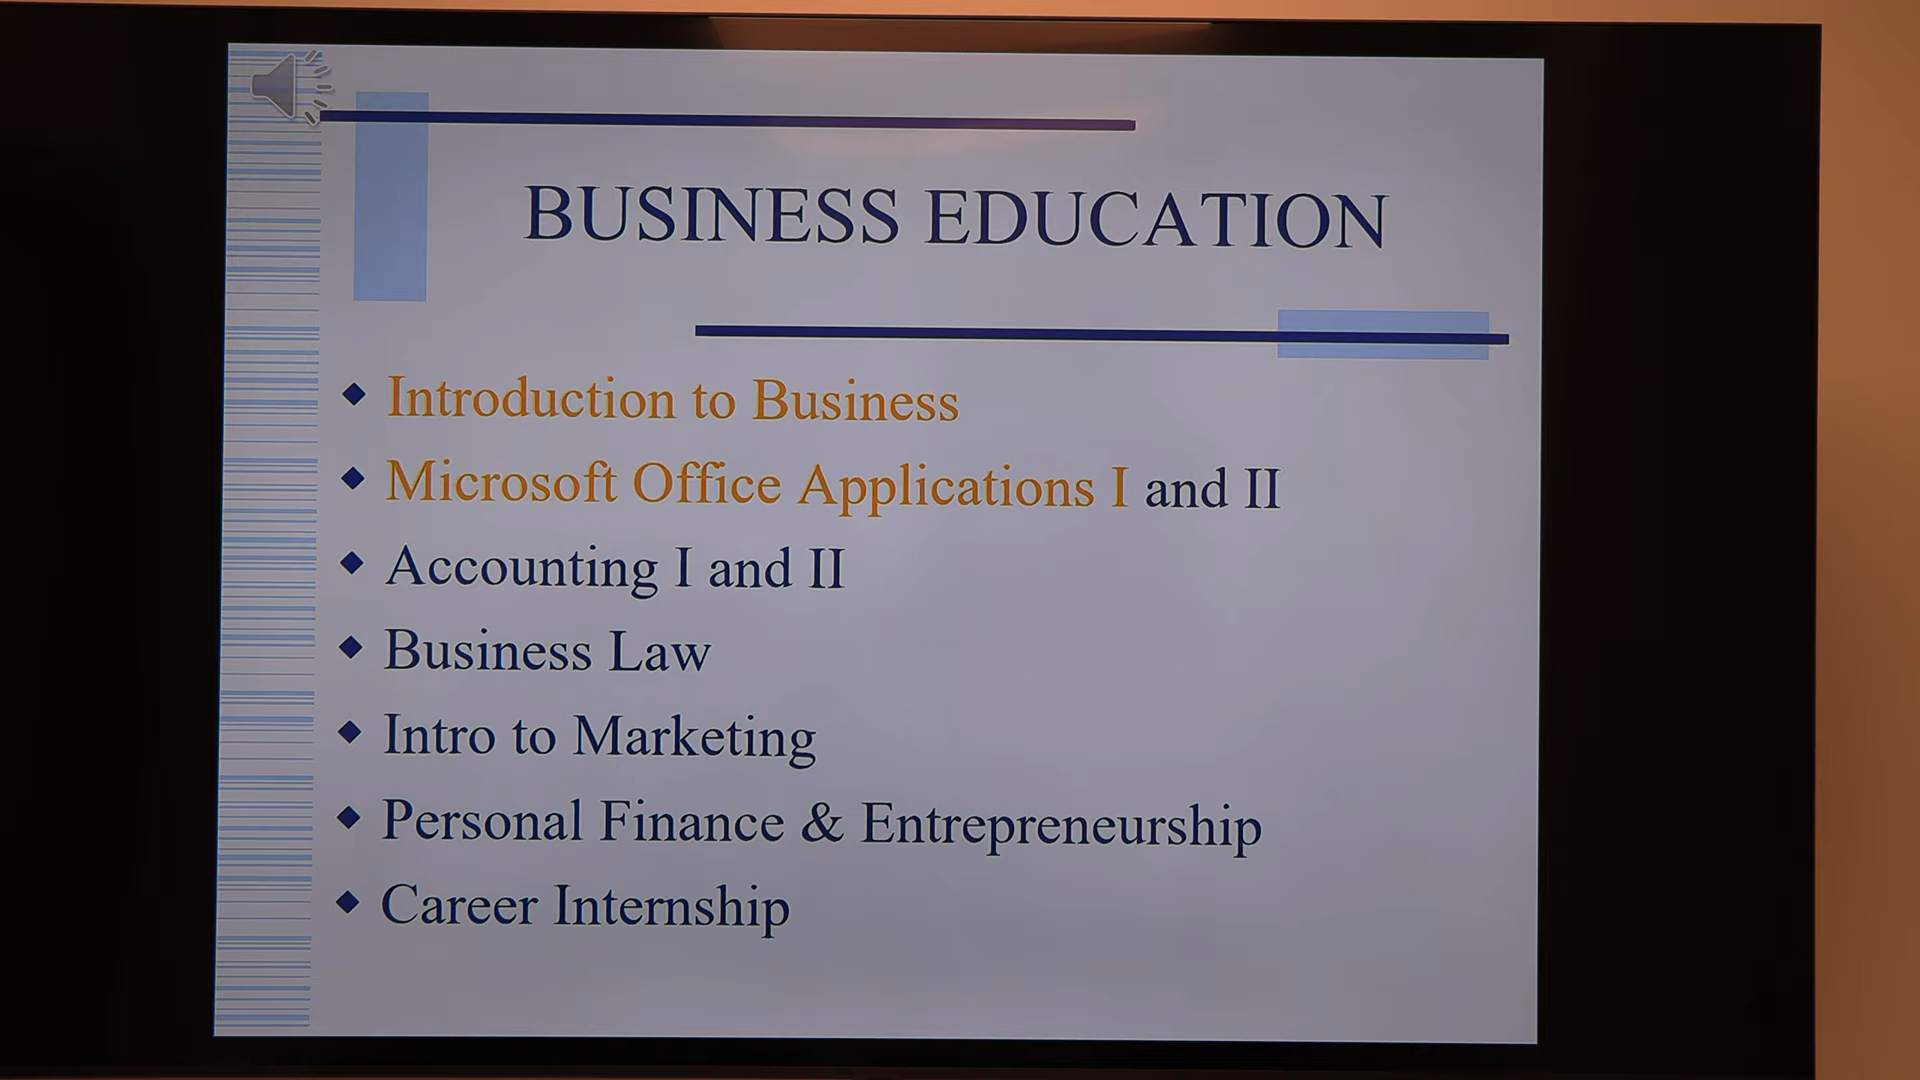 BUSINESS EDUCATION
Introduction to Business
Microsoft Office Applications I and II
Accounting I and II
Business Law
Intro to Marketing
Personal Finance & Entrepreneurship
Career Internship